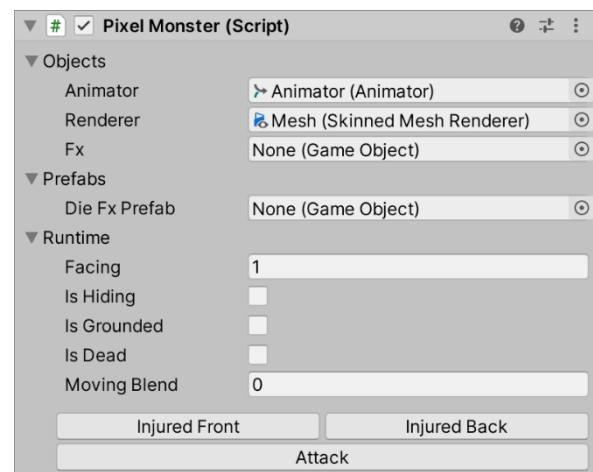 # Pixel Monster (Script)
Objects
Animator Animator (Animator)
Renderer Mesh (Skinned Mesh Renderer)
Fx None (Game Object)
Prefabs
Die Fx Prefab None (Game Object)
Runtime
Facing 1
Is Hiding
Is Grounded
Is Dead
Moving Blend 0
Injured Front Injured Back
Attack